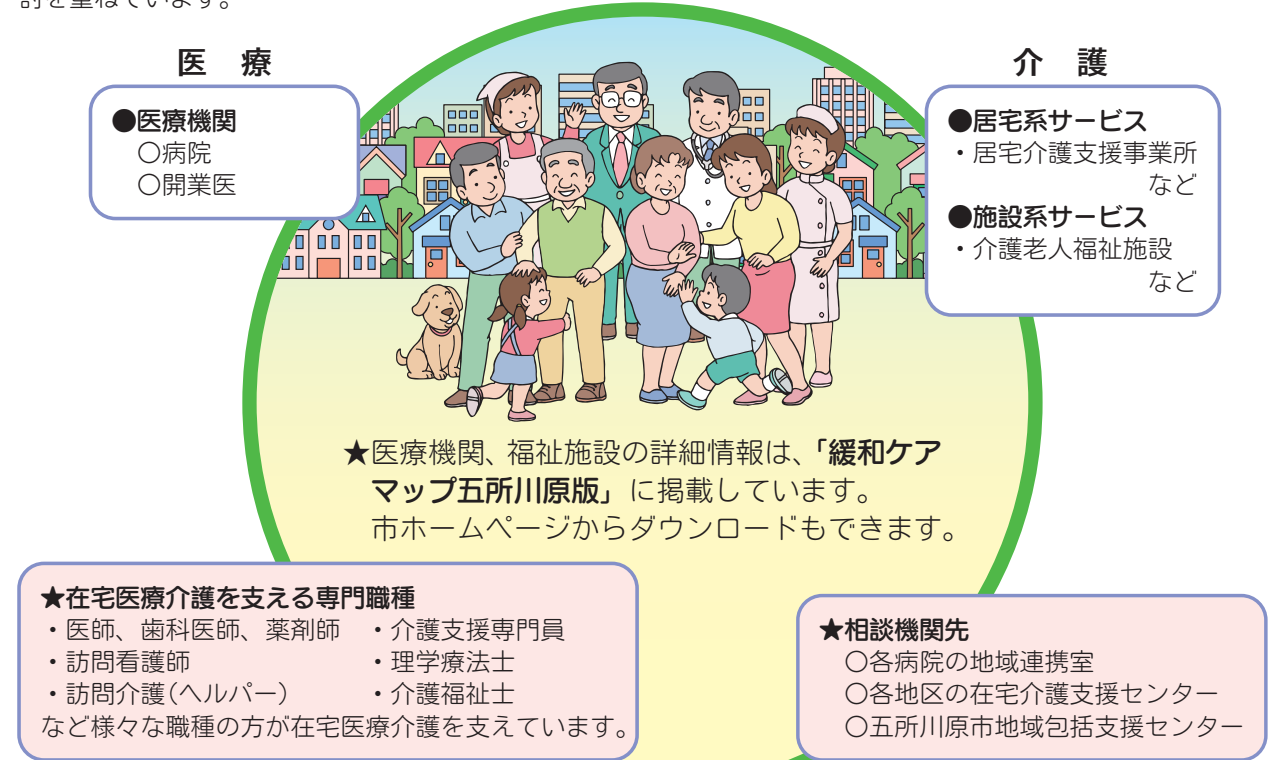 討を重ねています。
医　療
●医療機関
○病院
○開業医
介　護
●居宅系サービス
・居宅介護支援事業所
など
●施設系サービス
・介護老人福祉施設
など
★医療機関、福祉施設の詳細情報は、「緩和ケア
マップ五所川原版」に掲載しています。
市ホームページからダウンロードもできます。
★在宅医療介護を支える専門職種
・医師、歯科医師、薬剤師　・介護支援専門員
・訪問看護師　・理学療法士
・訪問介護（ヘルパー）　・介護福祉士
など様々な職種の方が在宅医療介護を支えています。
★相談機関先
○各病院の地域連携室
○各地区の在宅介護支援センター
○五所川原市地域包括支援センター